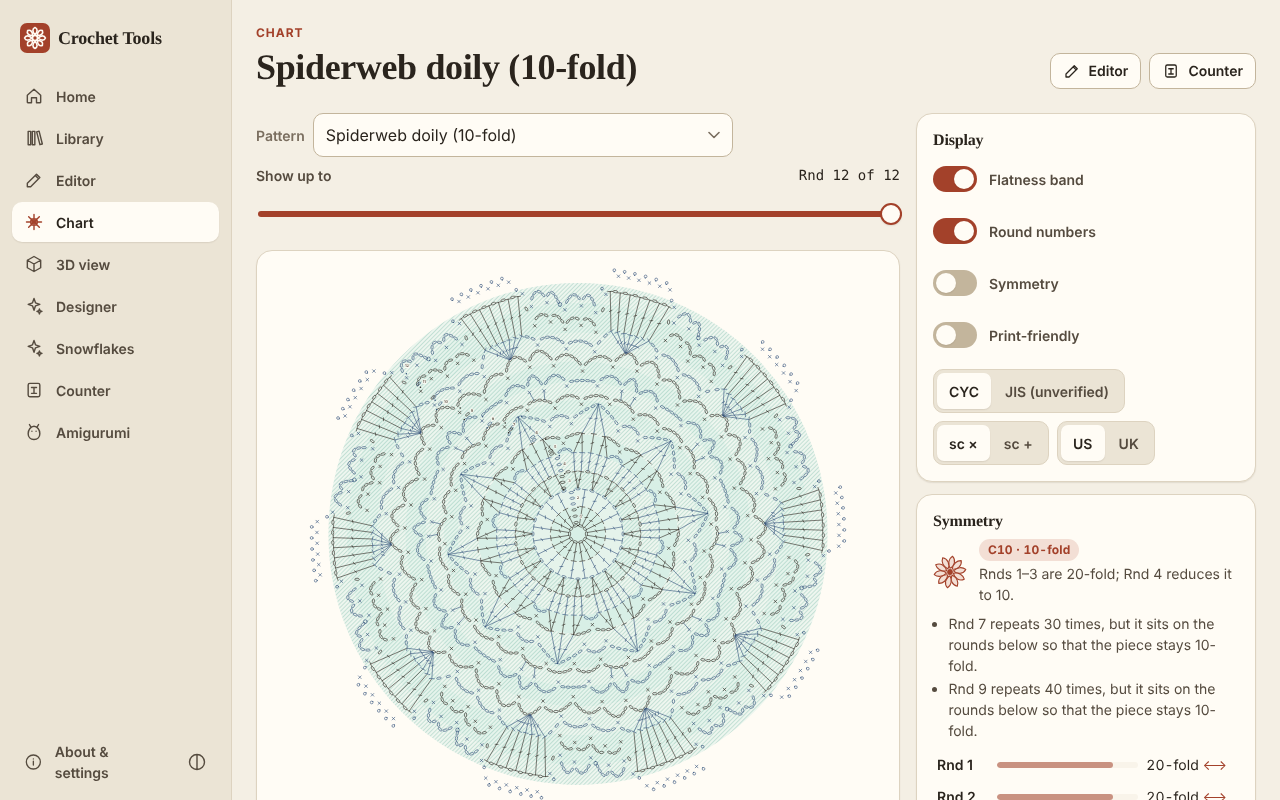 Crochet Tools
Home
Library
Editor
Chart
3D view
Designer
Snowflakes
Counter
Amigurumi
About &
settings
CHART
Spiderweb doily (10-fold)
Editor
Counter
Pattern
Spiderweb doily (10-fold)
Show up to
Rnd 12 of 12
Display
Flatness band
Round numbers
Symmetry
Print-friendly
CYC
JIS (unverified)
sc ×
sc +
US
UK
Symmetry
C10 · 10-fold
Rnds 1–3 are 20-fold; Rnd 4 reduces it
to 10.
• Rnd 7 repeats 30 times, but it sits on the
rounds below so that the piece stays 10-
fold.
• Rnd 9 repeats 40 times, but it sits on the
rounds below so that the piece stays 10-
fold.
Rnd 1
20-fold
Rnd 2
20-fold